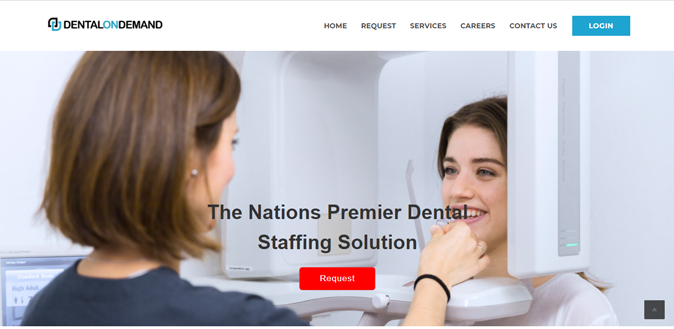 DENTALONDEMAND
HOME REQUEST SERVICES CAREERS CONTACT US LOGIN
The Nations Premier Dental
Staffing Solution
Request